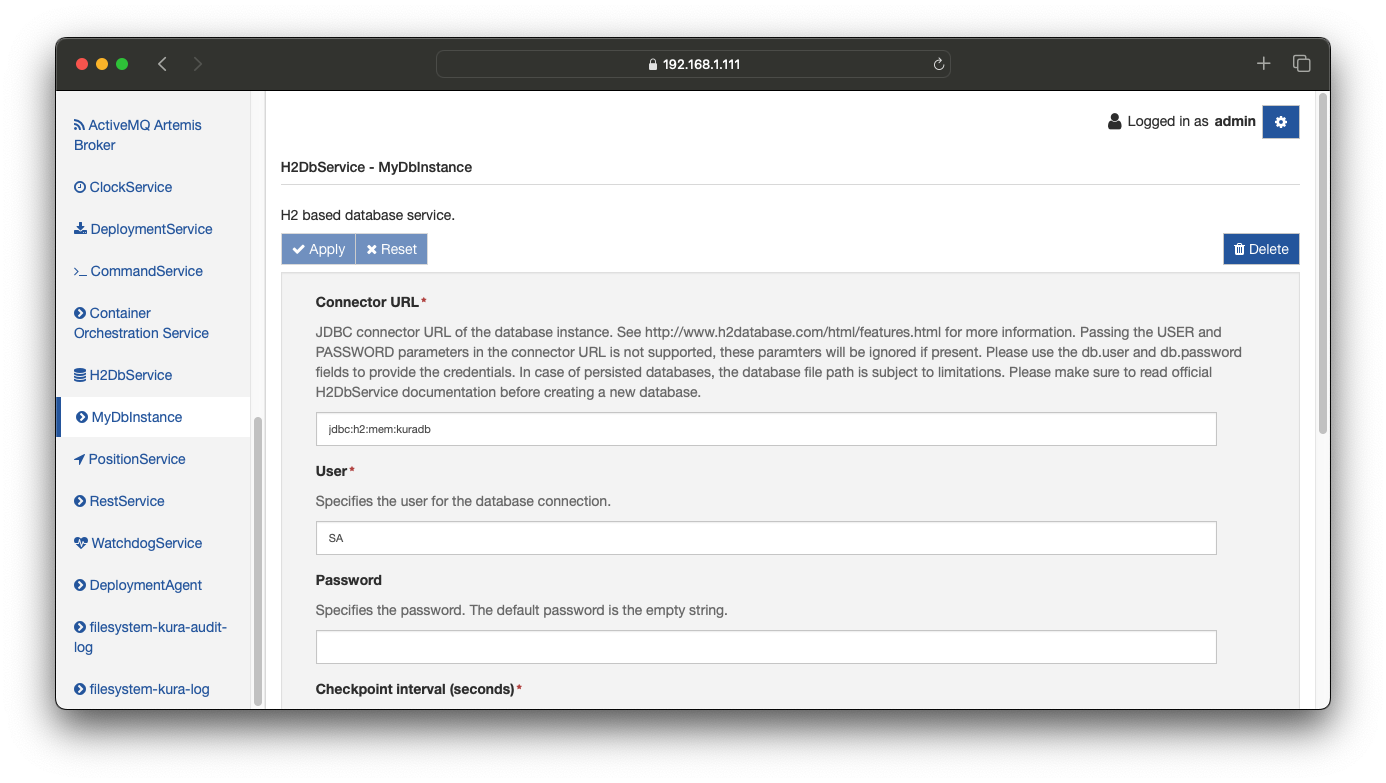 192.168.1.111
ActiveMQ Artemis
Broker
ClockService
DeploymentService
CommandService
Container
Orchestration Service
H2DbService
MyDbInstance
PositionService
RestService
WatchdogService
DeploymentAgent
filesystem-kura-audit-
log
filesystem-kura-log
Logged in as admin
H2DbService - MyDbInstance
H2 based database service.
Apply Reset Delete
Connector URL*
JDBC connector URL of the database instance. See http://www.h2database.com/html/features.html for more information. Passing the USER and
PASSWORD parameters in the connector URL is not supported, these paramters will be ignored if present. Please use the db.user and db.password
fields to provide the credentials. In case of persisted databases, the database file path is subject to limitations. Please make sure to read official
H2DbService documentation before creating a new database.
jdbc:h2:mem:kuradb
User*
Specifies the user for the database connection.
SA
Password
Specifies the password. The default password is the empty string.
Checkpoint interval (seconds)*